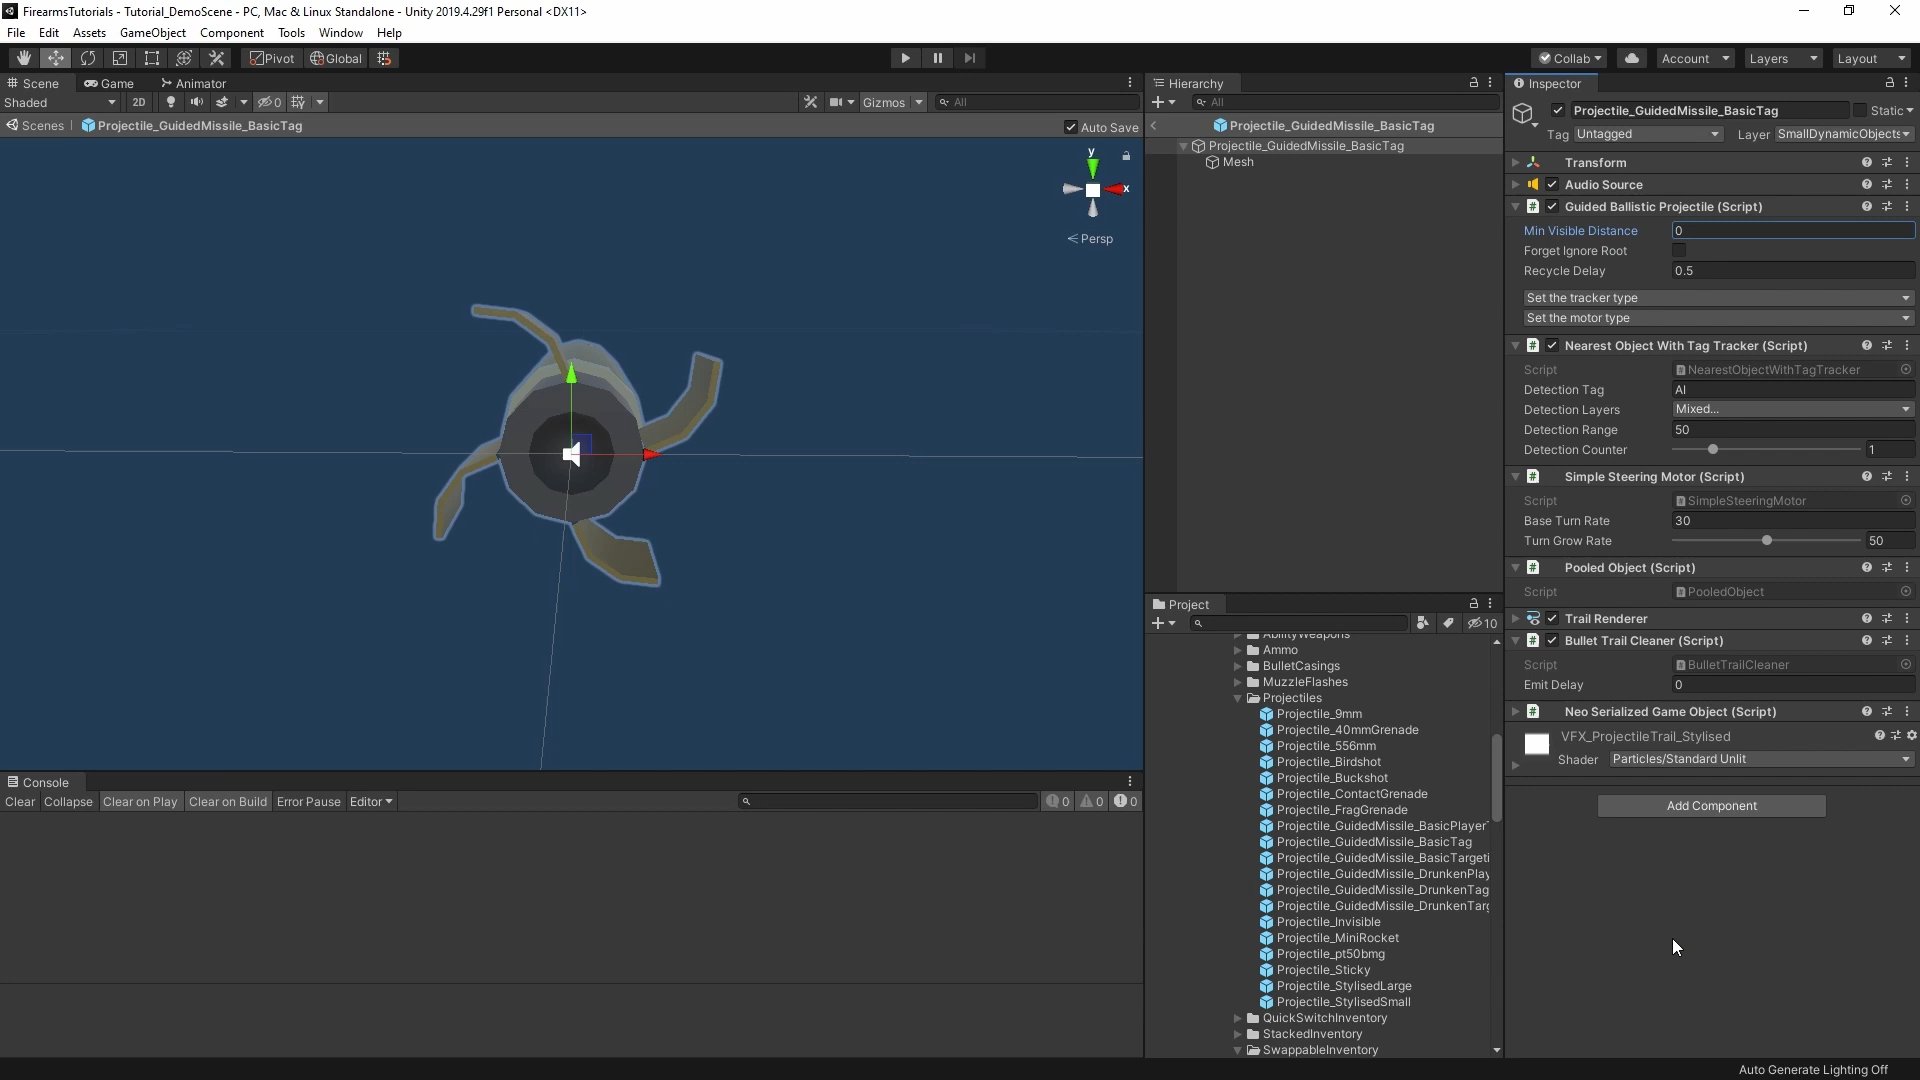 FirearmsTutorials - Tutorial_DemoScene - PC, Mac & Linux Standalone - Unity 2019.4.29f1 Personal <DX11>
File Edit Assets GameObject Component Tools Window Help
Pivot Global Collab Account Layers Layout
Scene Game Animator
Shaded 2D 0 Gizmos All
Scenes Projectile_GuidedMissile_BasicTag Auto Save
y
x
Persp
Console
Clear Collapse Clear on Play Clear on Build Error Pause Editor 0 0 0
Hierarchy
All
Projectile_GuidedMissile_BasicTag
Projectile_GuidedMissile_BasicTag
Mesh
Project
10
AbilityWeapons
Ammo
BulletCasings
MuzzleFlashes
Projectiles
Projectile_9mm
Projectile_40mmGrenade
Projectile_556mm
Projectile_Birdshot
Projectile_Buckshot
Projectile_ContactGrenade
Projectile_FragGrenade
Projectile_GuidedMissile_BasicPlayer
Projectile_GuidedMissile_BasicTag
Projectile_GuidedMissile_BasicTargeti
Projectile_GuidedMissile_DrunkenPlay
Projectile_GuidedMissile_DrunkenTag
Projectile_GuidedMissile_DrunkenTarg
Projectile_Invisible
Projectile_MiniRocket
Projectile_pt50bmg
Projectile_Sticky
Projectile_StylisedLarge
Projectile_StylisedSmall
QuickSwitchInventory
StackedInventory
SwappableInventory
Inspector
Projectile_GuidedMissile_BasicTag Static
Tag Untagged Layer SmallDynamicObjects
Transform
Audio Source
Guided Ballistic Projectile (Script)
Min Visible Distance 0
Forget Ignore Root
Recycle Delay 0.5
Set the tracker type
Set the motor type
Nearest Object With Tag Tracker (Script)
Script NearestObjectWithTagTracker
Detection Tag AI
Detection Layers Mixed...
Detection Range 50
Detection Counter 1
Simple Steering Motor (Script)
Script SimpleSteeringMotor
Base Turn Rate 30
Turn Grow Rate 50
Pooled Object (Script)
Script PooledObject
Trail Renderer
Bullet Trail Cleaner (Script)
Script BulletTrailCleaner
Emit Delay 0
Neo Serialized Game Object (Script)
VFX_ProjectileTrail_Stylised
Shader Particles/Standard Unlit
Add Component
Auto Generate Lighting Off